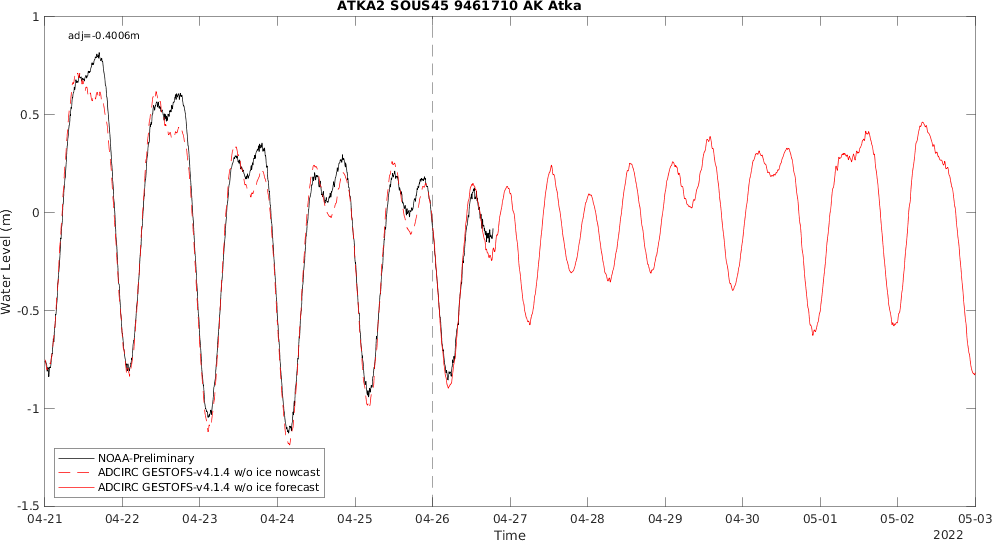 ATKA2 SOUS45 9461710 AK Atka
adj=-0.4006m
1
0.5
0
-0.5
-1
-1.5
Water Level (m)
NOAA-Preliminary
ADCIRC GESTOFS-v4.1.4 w/o ice nowcast
ADCIRC GESTOFS-v4.1.4 w/o ice forecast
04-21 04-22 04-23 04-24 04-25 04-26 04-27 04-28 04-29 04-30 05-01 05-02 05-03
Time
2022